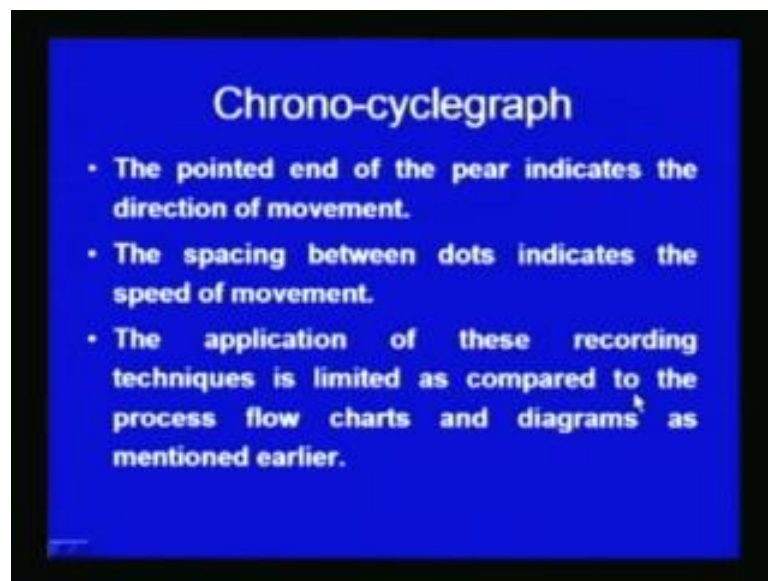 Chrono-cyclegraph
• The pointed end of the pear indicates the
direction of movement.
• The spacing between dots indicates the
speed of movement.
• The application of these recording
techniques is limited as compared to the
process flow charts and diagrams as
mentioned earlier.